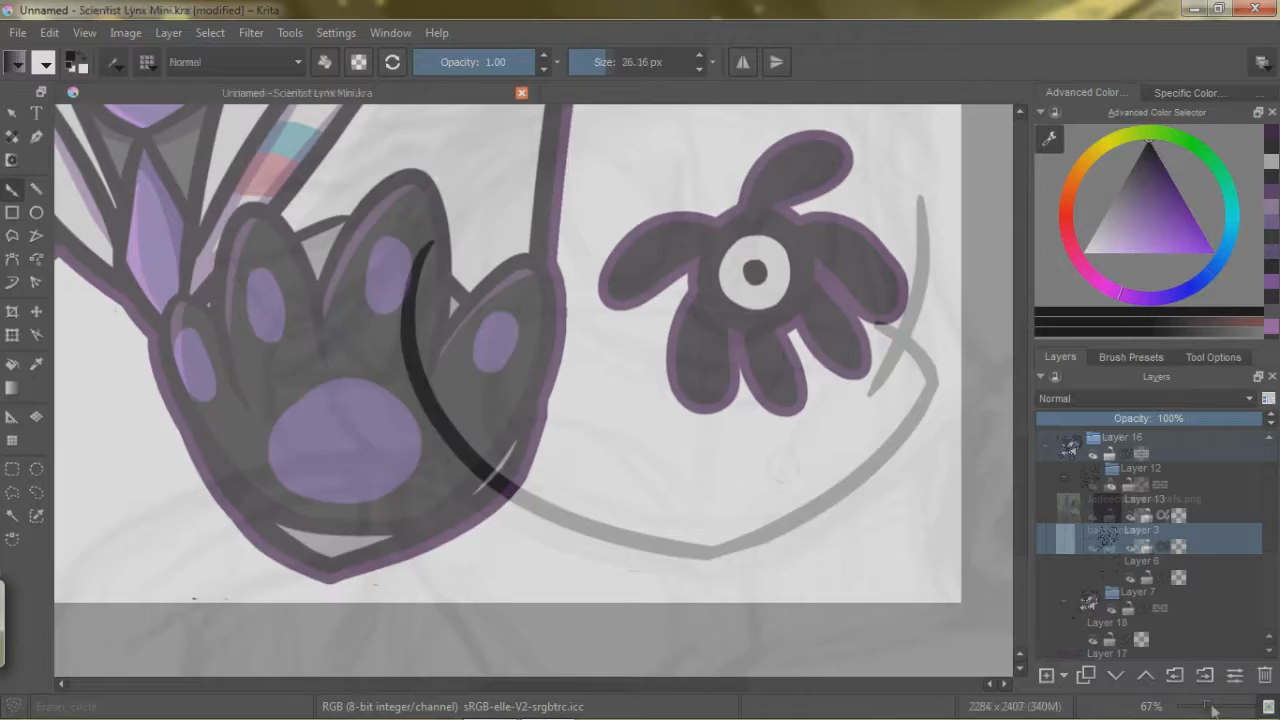 Unnamed - Scientist Lynx Mini.kra [modified] - Krita
File Edit View Image Layer Select Filter Tools Settings Window Help
Normal Opacity: 1.00 Size: 26.16 px
Unnamed - Scientist Lynx Mini.kra
Advanced Color... Specific Color...
Advanced Color Selector
Layers Brush Presets Tool Options
Layers
Normal
Opacity: 100%
Layer 16
Layer 12
Layer 13
Layer 3
Layer 6
Layer 7
Layer 18
Layer 17
Eraser_circle RGB (8-bit integer/channel) sRGB-elle-V2-srgbtrc.icc 2284 x 2407 (340M) 67%